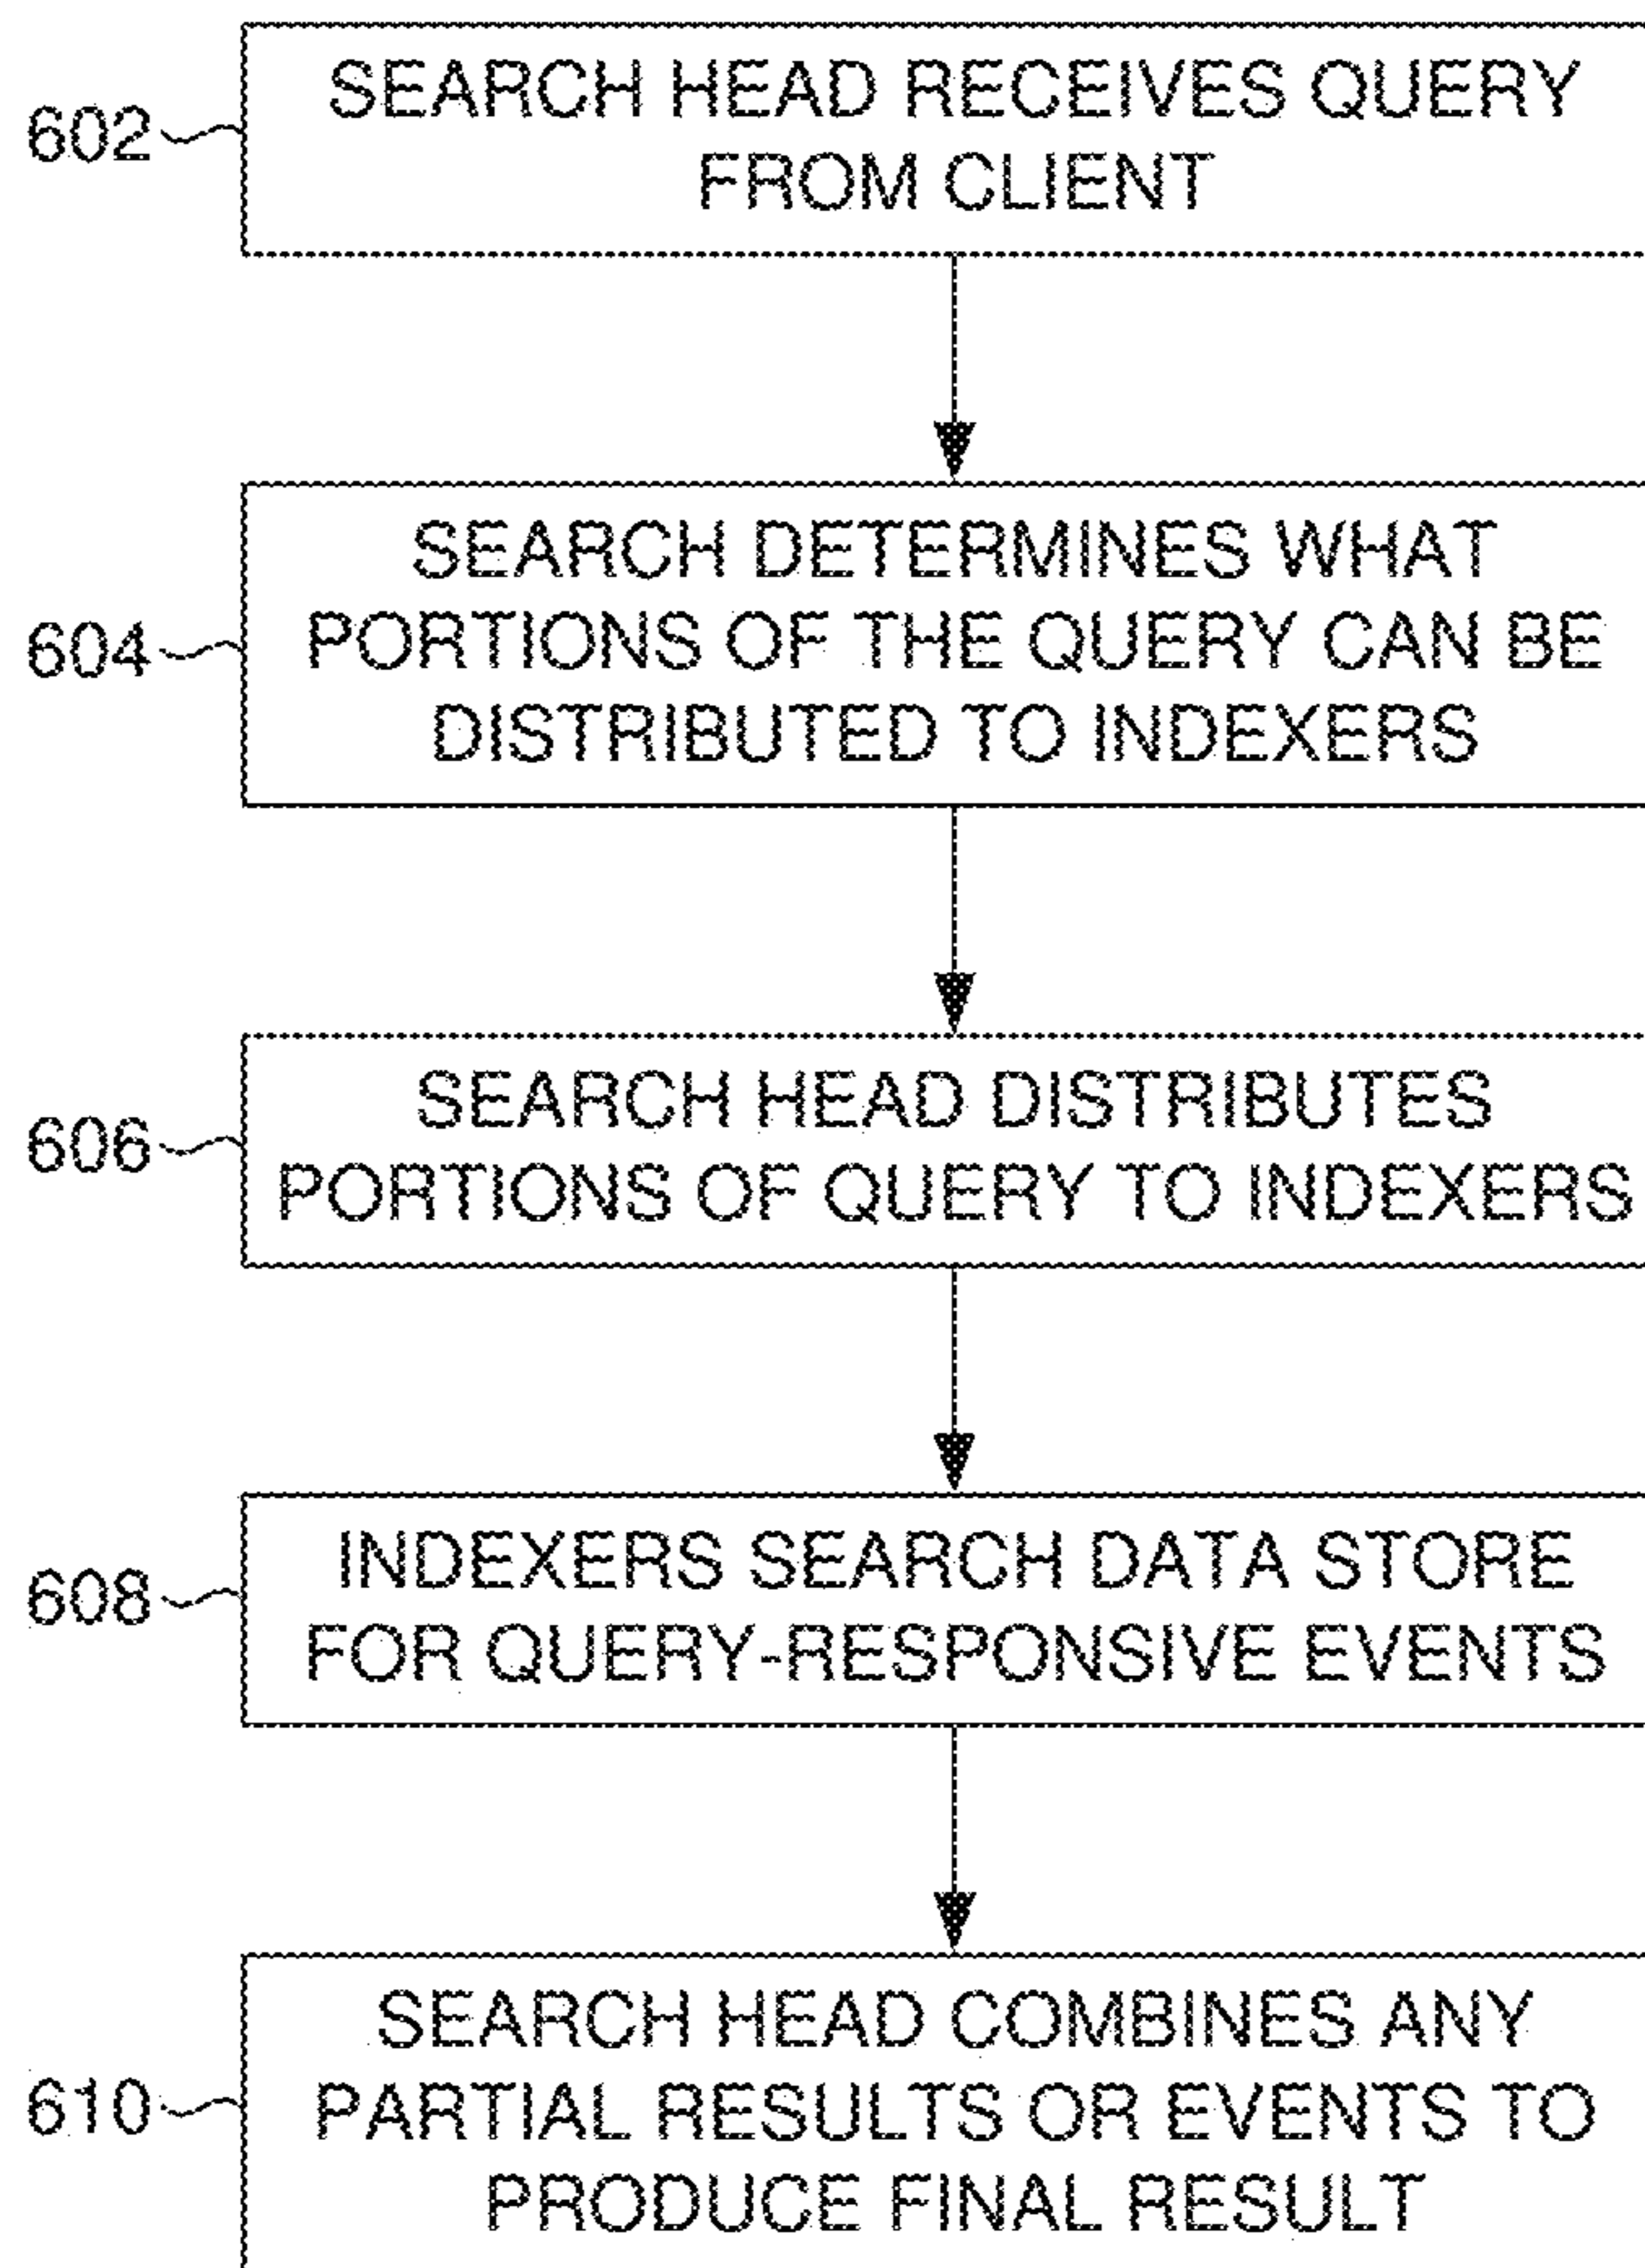 602
SEARCH HEAD RECEIVES QUERY
FROM CLIENT
604
SEARCH DETERMINES WHAT
PORTIONS OF THE QUERY CAN BE
DISTRIBUTED TO INDEXERS
606
SEARCH HEAD DISTRIBUTES
PORTIONS OF QUERY TO INDEXERS
608
INDEXERS SEARCH DATA STORE
FOR QUERY-RESPONSIVE EVENTS
610
SEARCH HEAD COMBINES ANY
PARTIAL RESULTS OR EVENTS TO
PRODUCE FINAL RESULT